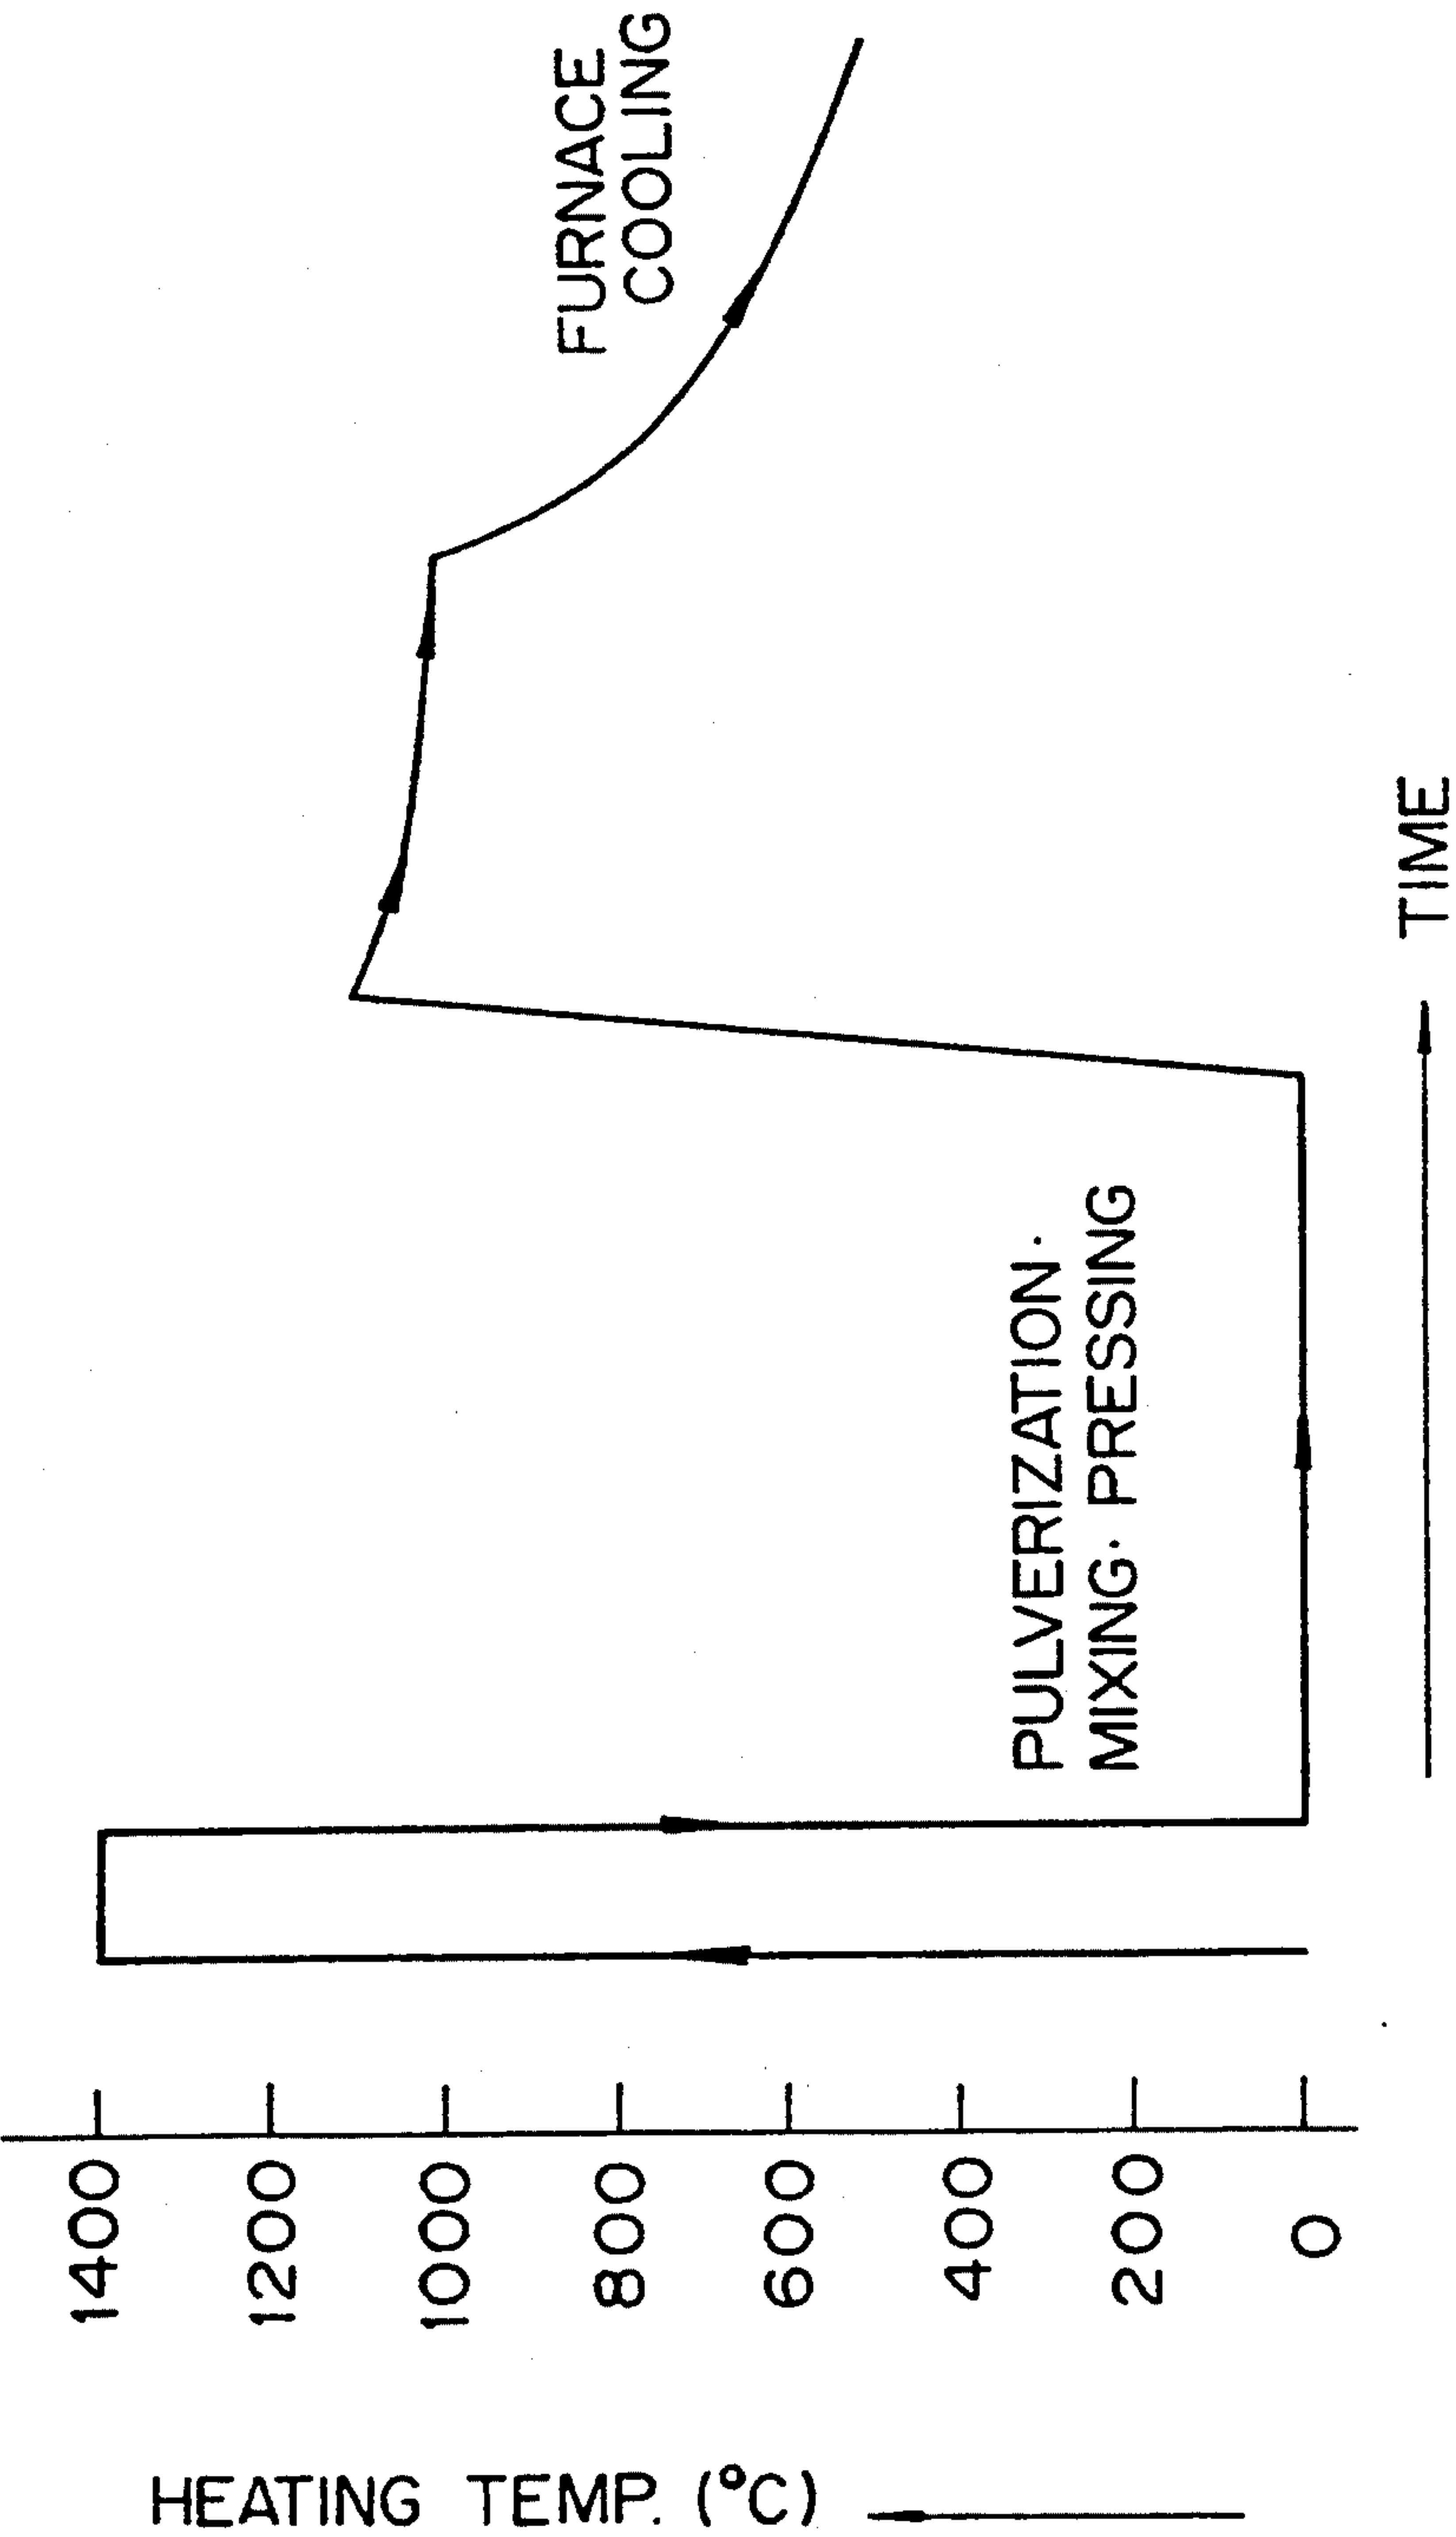 HEATING TEMP. (°C)
1400
1200
1000
800
600
400
200
0
PULVERIZATION·
MIXING· PRESSING
FURNACE
COOLING
TIME